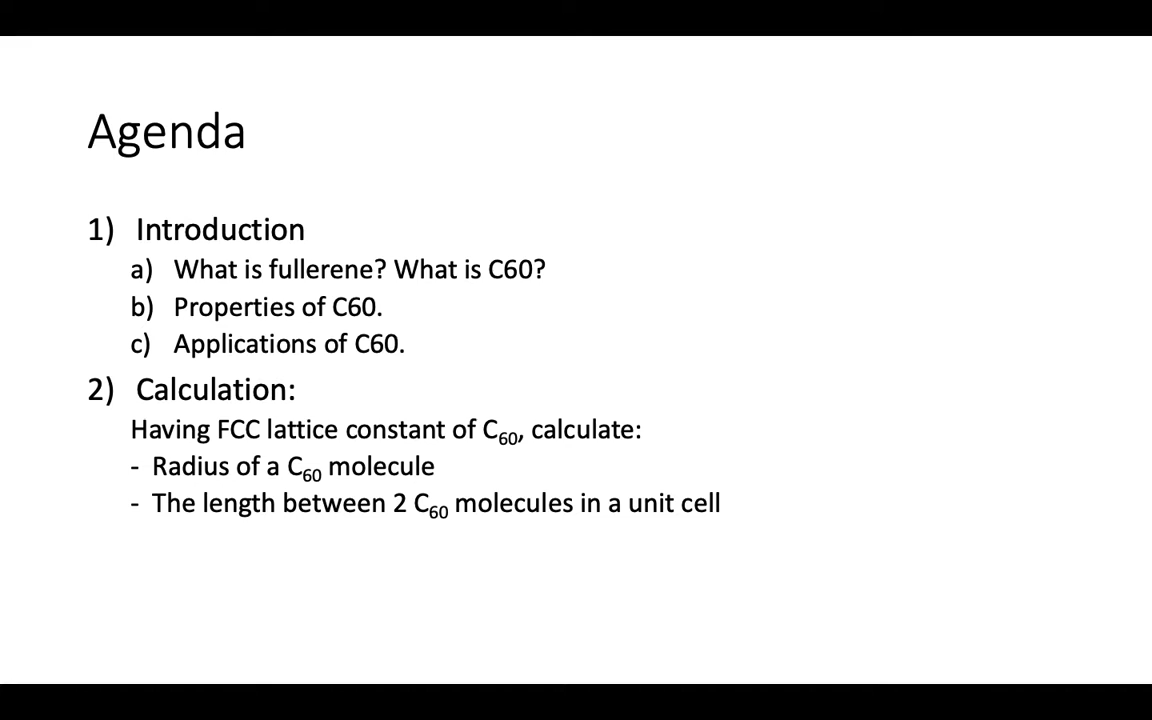 Agenda
1) Introduction
a) What is fullerene? What is C60?
b) Properties of C60.
c) Applications of C60.
2) Calculation:
Having FCC lattice constant of C₆₀, calculate:
- Radius of a C₆₀ molecule
- The length between 2 C₆₀ molecules in a unit cell